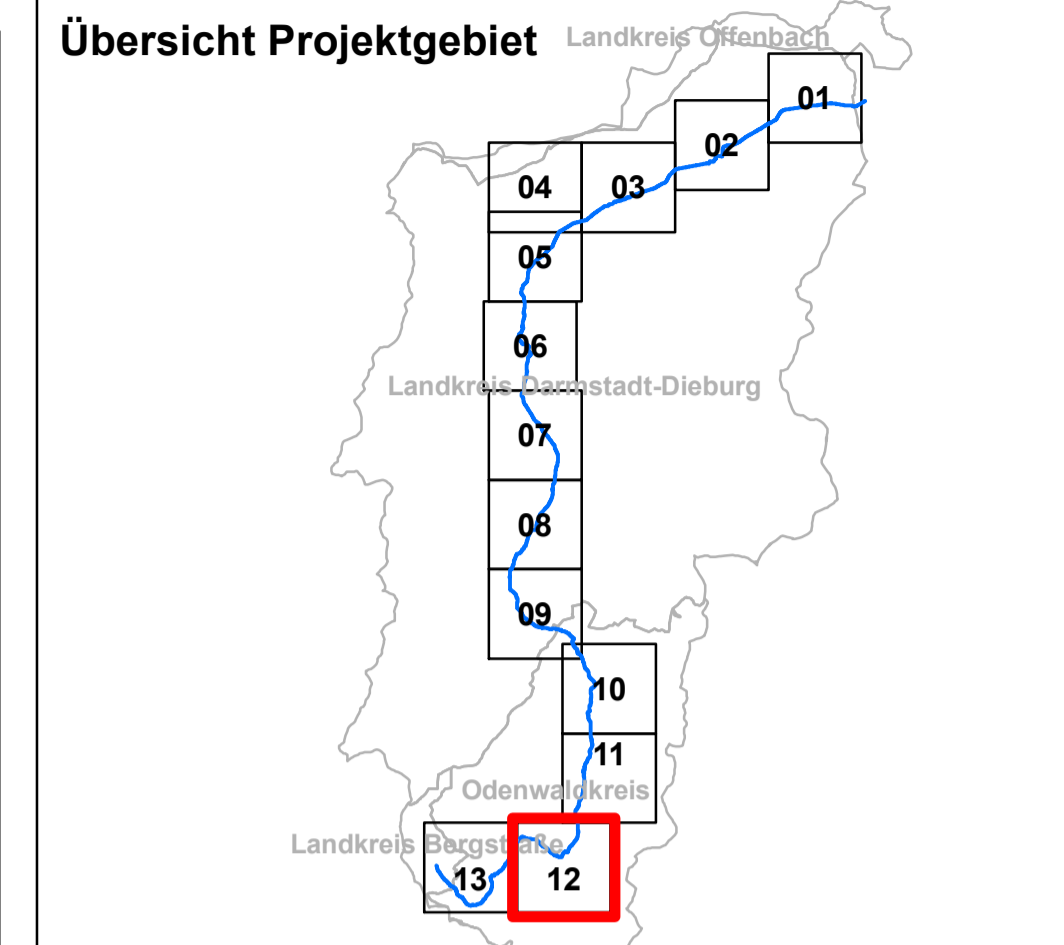 Übersicht Projektgebiet
Landkreis Offenbach
01
02
03
04
05
06
Landkreis Darmstadt-Dieburg
07
08
09
10
11
Odenwaldkreis
Landkreis Bergstraße
12
13